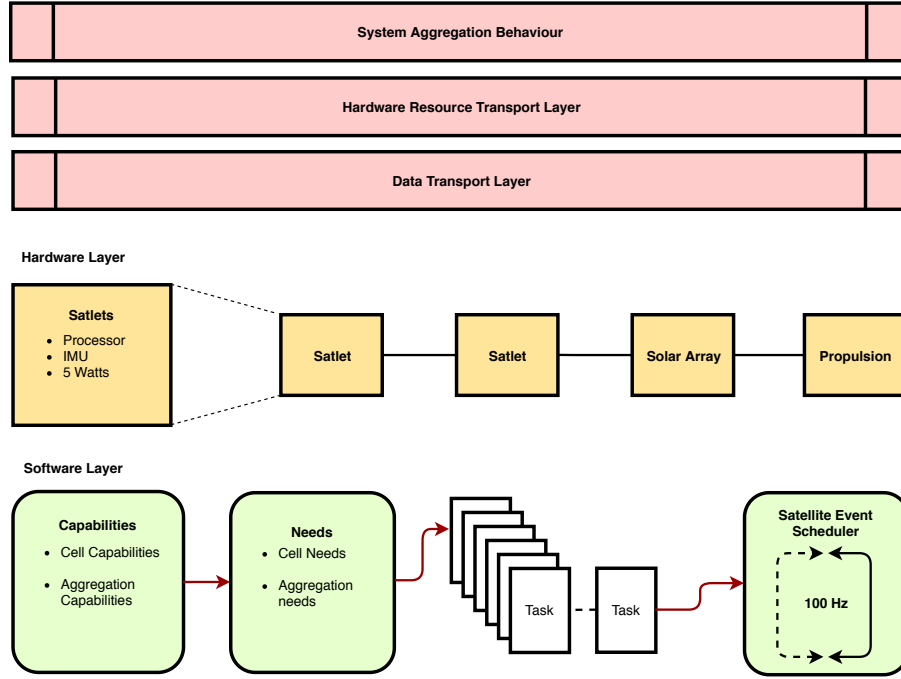 System Aggregation Behaviour
Hardware Resource Transport Layer
Data Transport Layer
Hardware Layer
Satlets
Processor
IMU
5 Watts
Satlet
Satlet
Solar Array
Propulsion
Software Layer
Capabilities
Cell Capabilities
Aggregation
Capabilities
Needs
Cell Needs
Aggregation
needs
Task
Task
Satellite Event
Scheduler
100 Hz